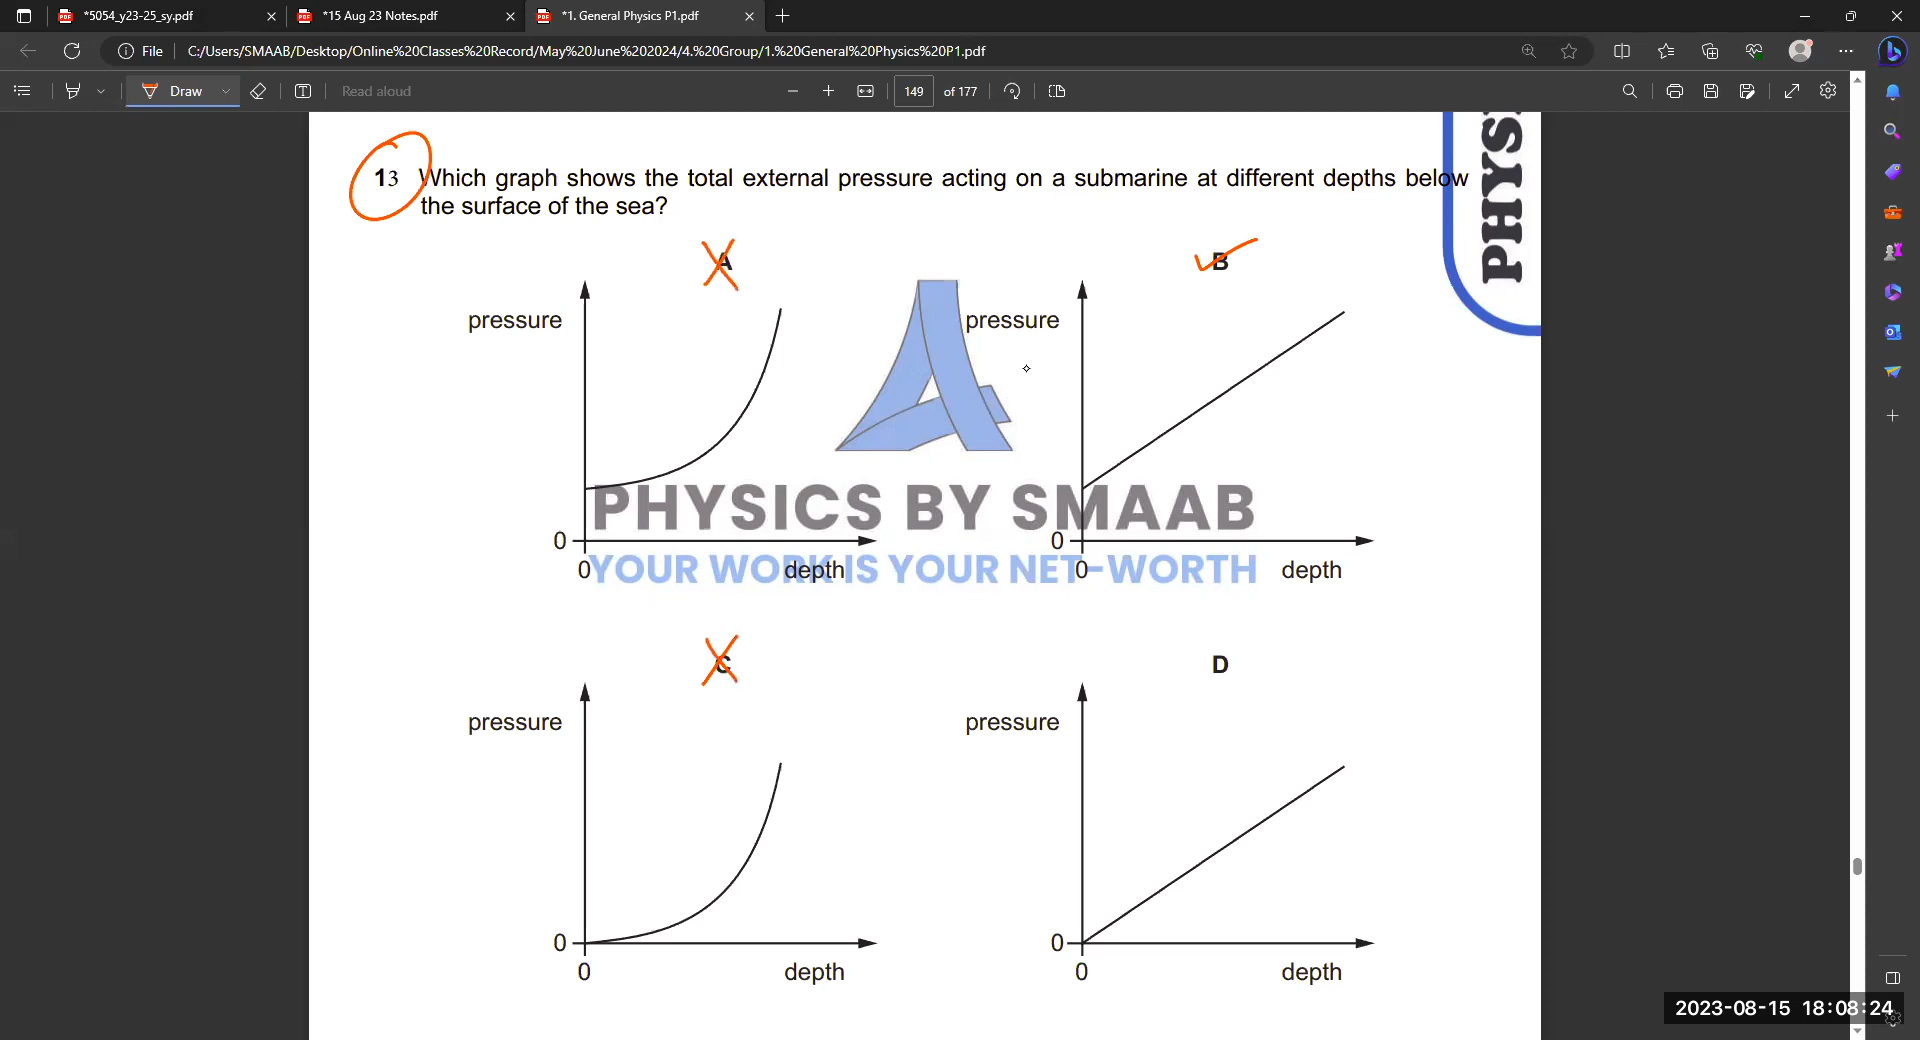 *5054_y23-25_sy.pdf
*15 Aug 23 Notes.pdf
*1. General Physics P1.pdf
File
C:/Users/SMAAB/Desktop/Online%20Classes%20Record/May%20June%202024/4.%20Group/1.%20General%20Physics%20P1.pdf
Draw
Read aloud
149 of 177
PHYS
13 Which graph shows the total external pressure acting on a submarine at different depths below
the surface of the sea?
A
B
pressure
pressure
PHYSICS BY SMAAB
0
0
YOUR WORK IS YOUR NET-WORTH
0
depth
0
depth
C
D
pressure
pressure
0
0
0
depth
0
depth
2023-08-15 18:08:24